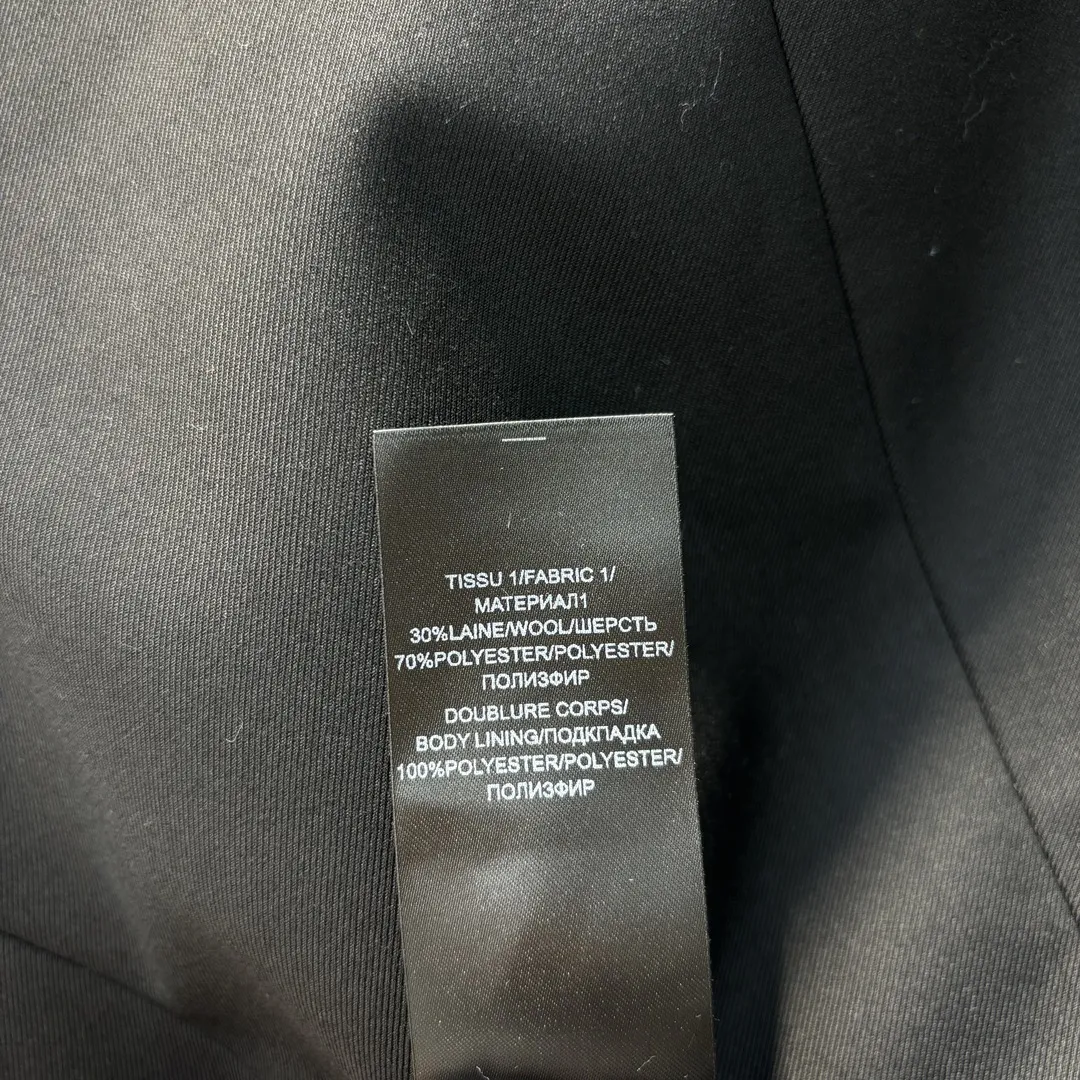 TISSU 1/FABRIC 1/
МАТЕРИАЛ1
30%LAINE/WOOL/ШЕРСТЬ
70%POLYESTER/POLYESTER/
ПОЛИЗФИР
DOUBLURE CORPS/
BODY LINING/ПОДКПАДКА
100%POLYESTER/POLYESTER/
ПОЛИЗФИР